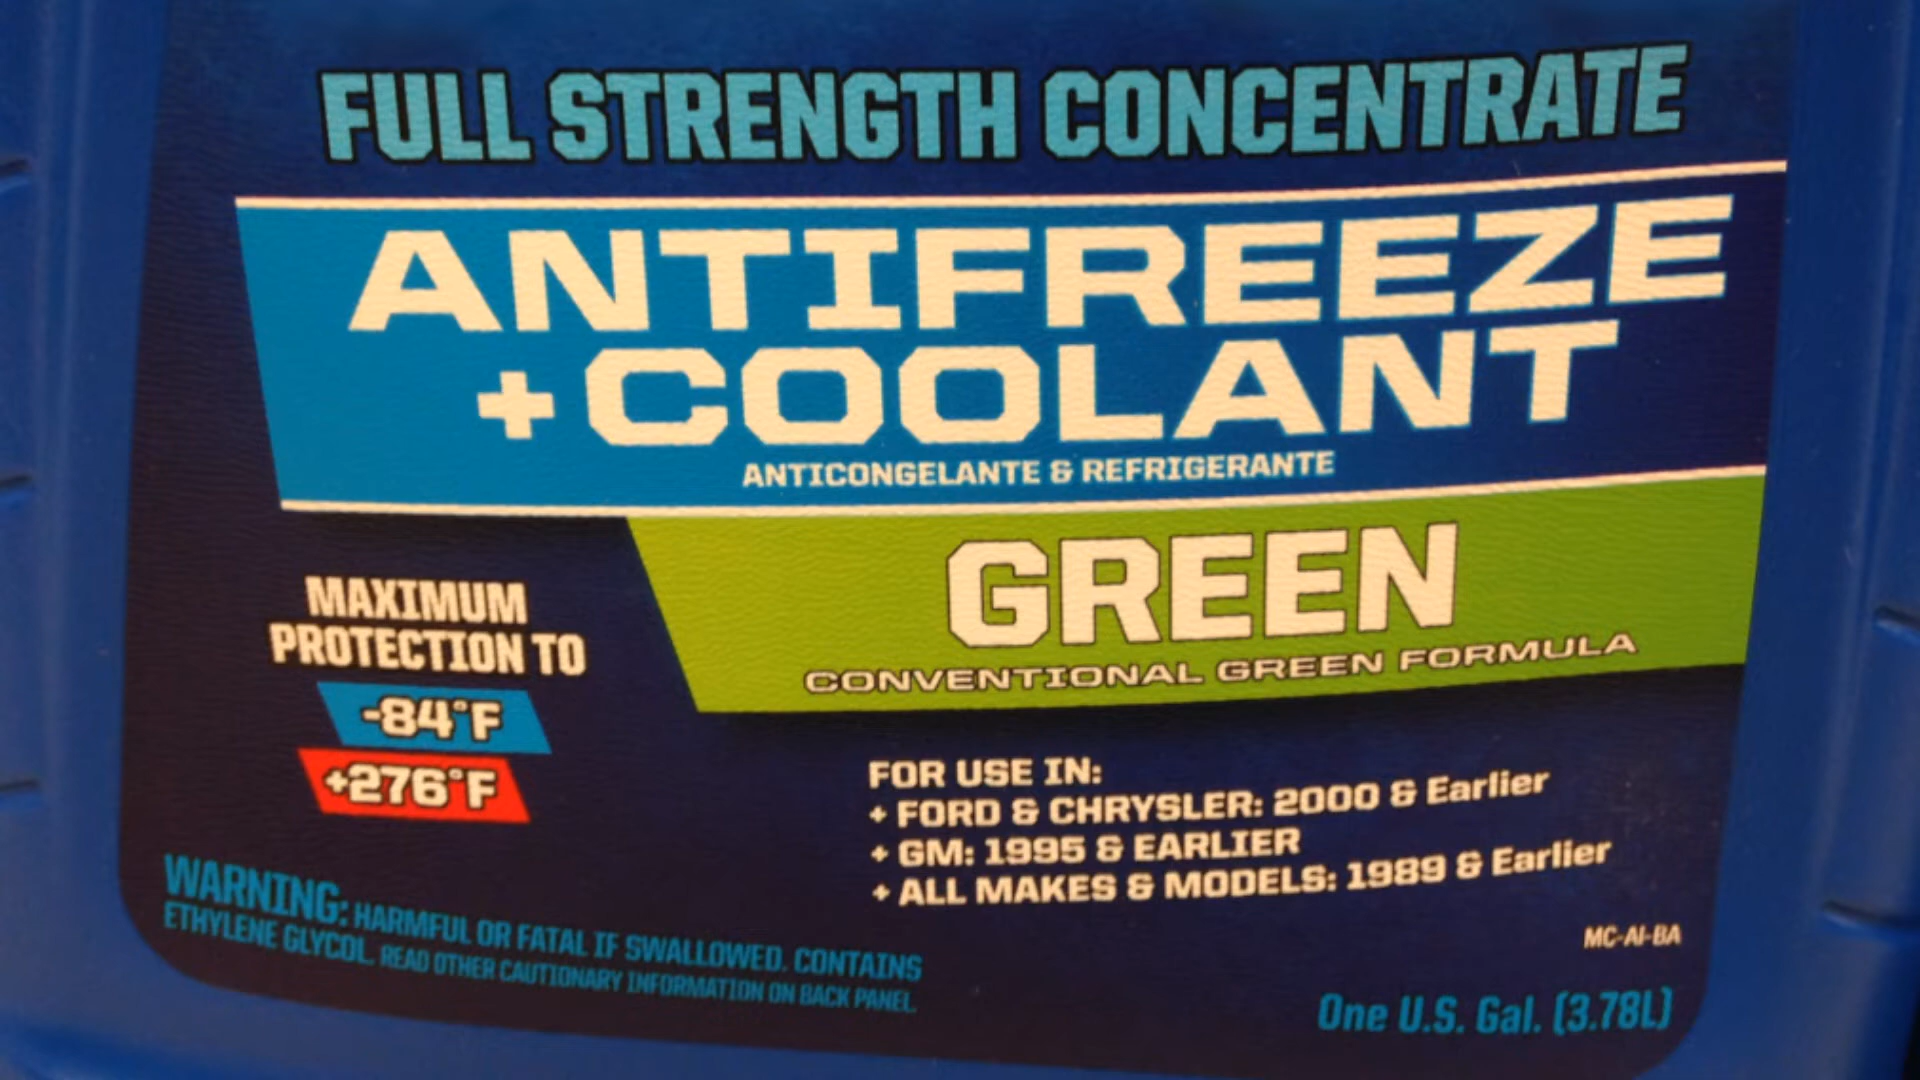 FULL STRENGTH CONCENTRATE
ANTIFREEZE
+COOLANT
ANTICONGELANTE & REFRIGERANTE
GREEN
CONVENTIONAL GREEN FORMULA
MAXIMUM
PROTECTION TO
-84°F
+276°F
FOR USE IN:
+ FORD & CHRYSLER: 2000 & Earlier
+ GM: 1995 & EARLIER
+ ALL MAKES & MODELS: 1989 & Earlier
WARNING: HARMFUL OR FATAL IF SWALLOWED. CONTAINS
ETHYLENE GLYCOL. READ OTHER CAUTIONARY INFORMATION ON BACK PANEL.
MC-AI-BA
One U.S. Gal. (3.78L)